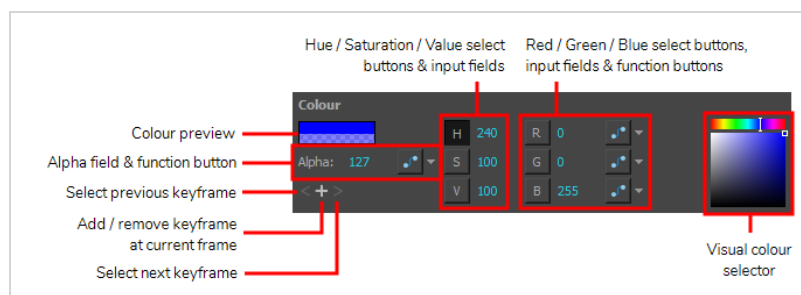 Hue / Saturation / Value select
buttons & input fields
Red / Green / Blue select buttons,
input fields & function buttons
Colour
Colour preview
Alpha field & function button
Select previous keyframe
Add / remove keyframe
at current frame
Select next keyframe
Alpha: 127
< + >
H 240
S 100
V 100
R 0
G 0
B 255
Visual colour
selector